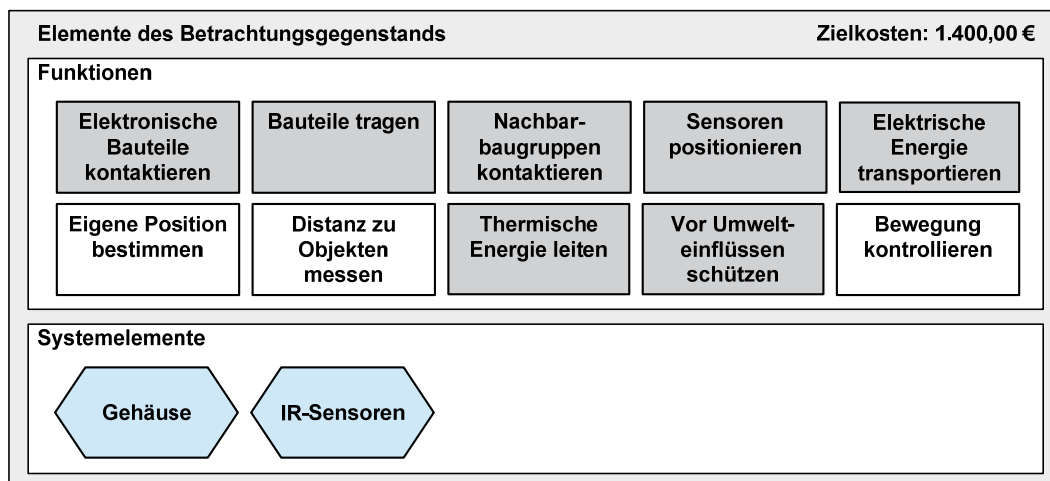 Elemente des Betrachtungsgegenstands Zielkosten: 1.400,00 €
Funktionen
Elektronische
Bauteile
kontaktieren
Bauteile tragen
Nachbar-
baugruppen
kontaktieren
Sensoren
positionieren
Elektrische
Energie
transportieren
Eigene Position
bestimmen
Distanz zu
Objekten
messen
Thermische
Energie leiten
Vor Umwelt-
einflüssen
schützen
Bewegung
kontrollieren
Systemelemente
Gehäuse
IR-Sensoren